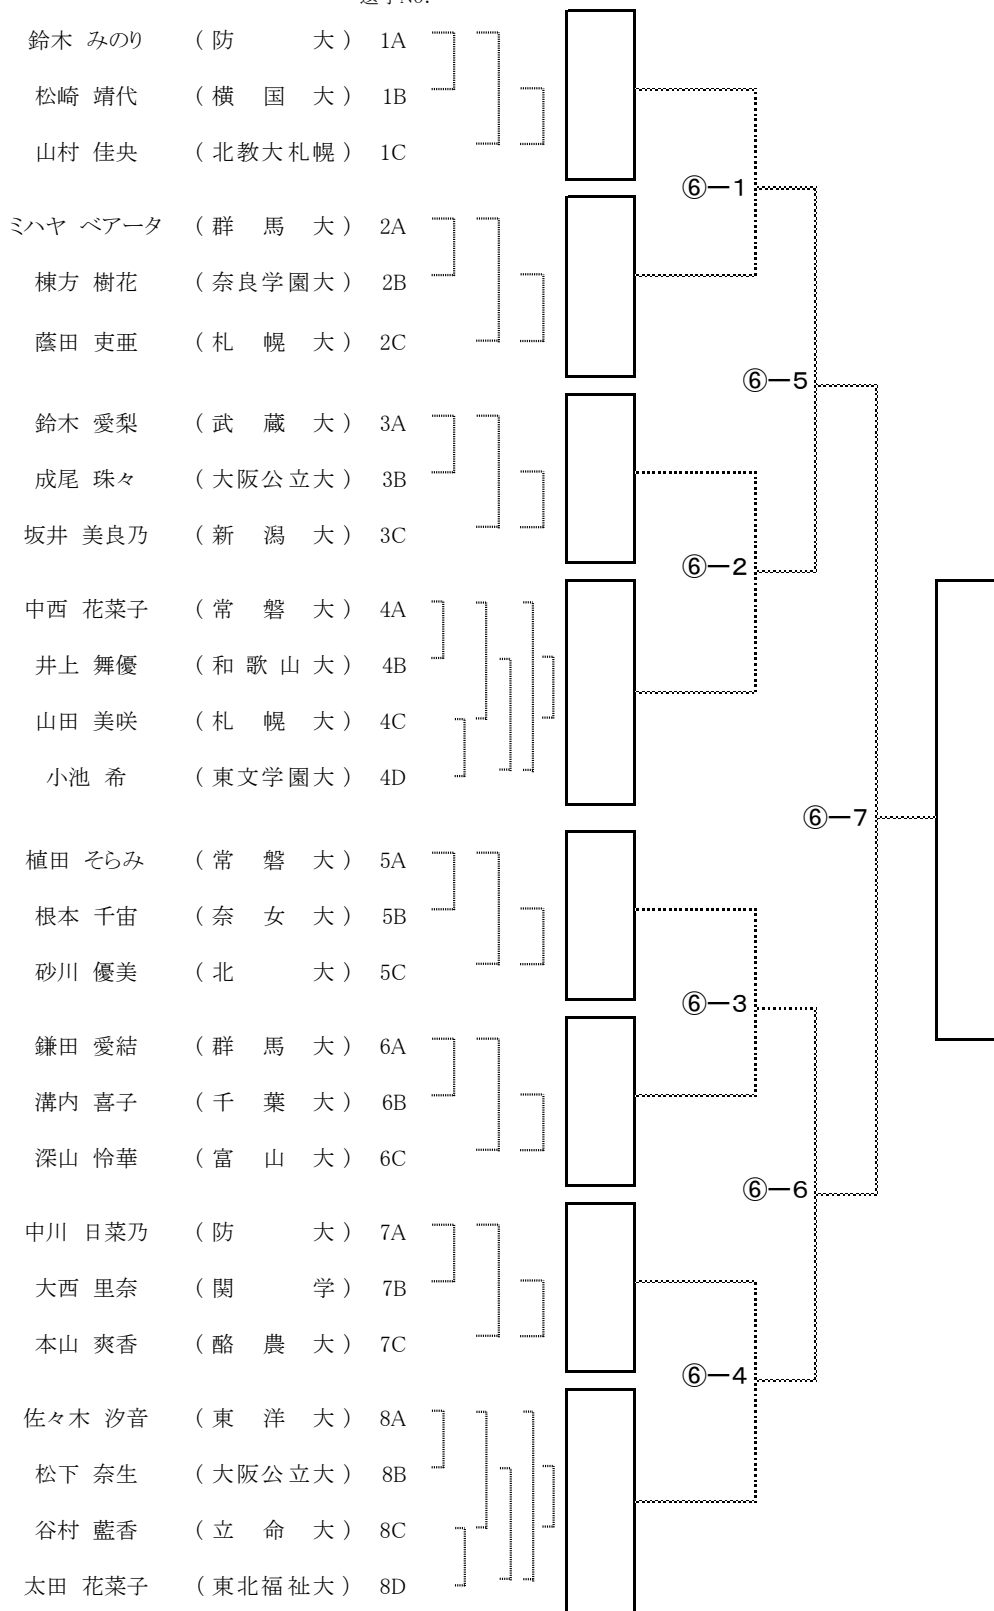 選手No.
鈴木 みのり (防 大) 1A
松崎 靖代 (横 国 大) 1B
山村 佳央 (北教大札幌) 1C
⑥ー1
ミハヤ ベアータ (群 馬 大) 2A
棟方 樹花 (奈良学園大) 2B
蔭田 吏亜 (札 幌 大) 2C
⑥ー5
鈴木 愛梨 (武 蔵 大) 3A
成尾 珠々 (大阪公立大) 3B
坂井 美良乃 (新 潟 大) 3C
⑥ー2
中西 花菜子 (常 磐 大) 4A
井上 舞優 (和歌山大) 4B
山田 美咲 (札 幌 大) 4C
小池 希 (東文学園大) 4D
⑥ー7
植田 そらみ (常 磐 大) 5A
根本 千宙 (奈 女 大) 5B
砂川 優美 (北 大) 5C
⑥ー3
鎌田 愛結 (群 馬 大) 6A
溝内 喜子 (千 葉 大) 6B
深山 怜華 (富 山 大) 6C
⑥ー6
中川 日菜乃 (防 大) 7A
大西 里奈 (関 学) 7B
本山 爽香 (酪 農 大) 7C
⑥ー4
佐々木 汐音 (東 洋 大) 8A
松下 奈生 (大阪公立大) 8B
谷村 藍香 (立 命 大) 8C
太田 花菜子 (東北福祉大) 8D